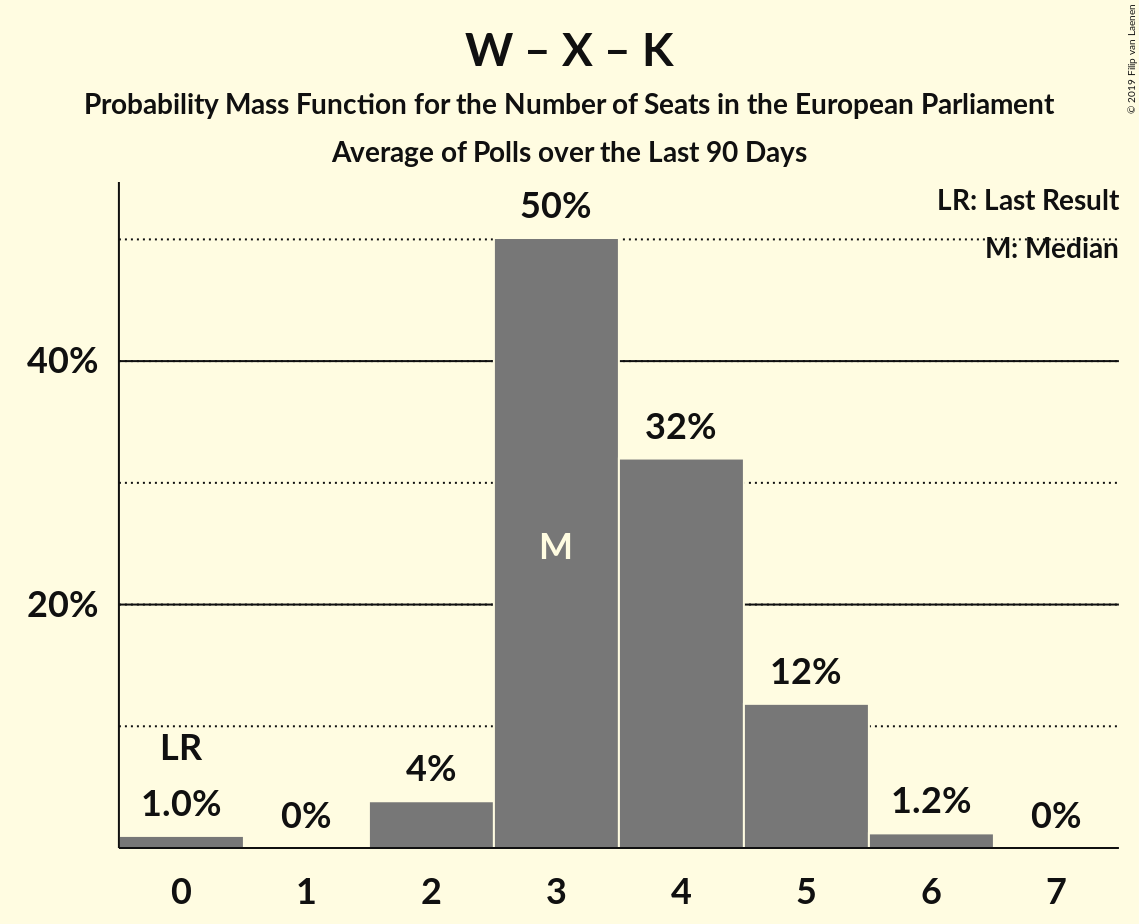 W – X – K
Probability Mass Function for the Number of Seats in the European Parliament
Average of Polls over the Last 90 Days
© 2019 Filip van Laenen
LR: Last Result
M: Median
50%
40%
32%
M
20%
12%
LR
4%
1.0%
0%
1.2%
0%
0 1 2 3 4 5 6 7